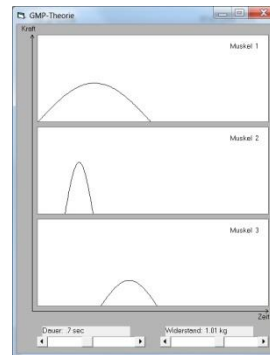 GMP-Theorie
Kraft
Muskel 1
Muskel 2
Muskel 3
Zeit
Dauer: 7 sec
Widerstand: 1.01 kg